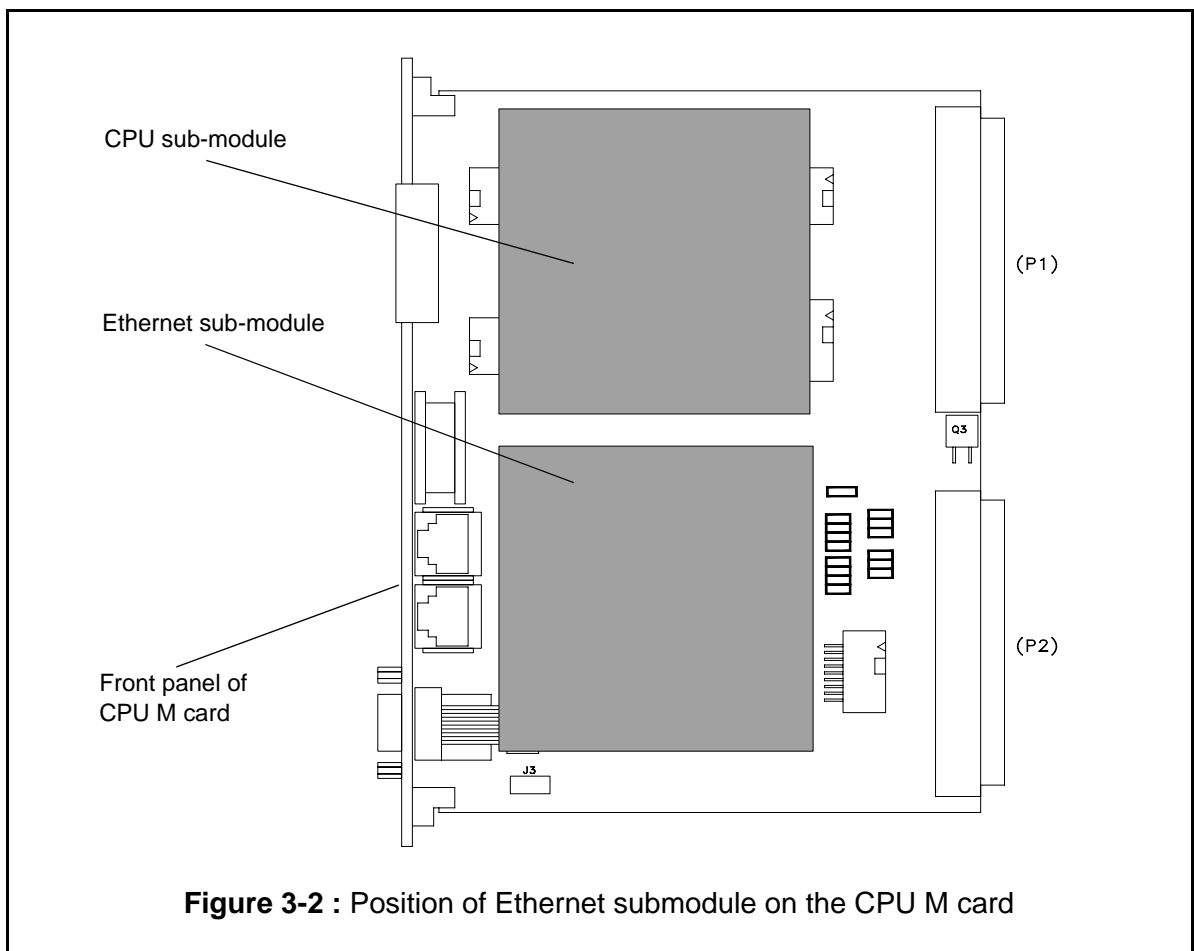 CPU sub-module
(P1)
Ethernet sub-module
Q3
(P2)
Front panel of
CPU M card
J3
Figure 3-2 : Position of Ethernet submodule on the CPU M card